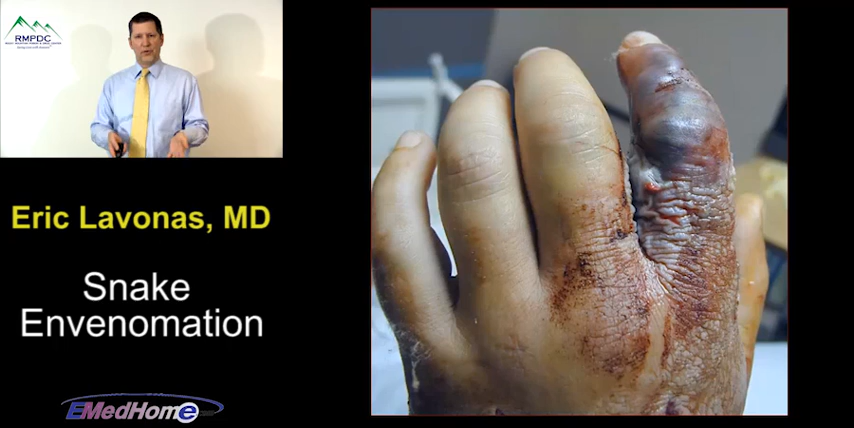 RMPDC
Eric Lavonas, MD
Snake
Envenomation
EMedHome